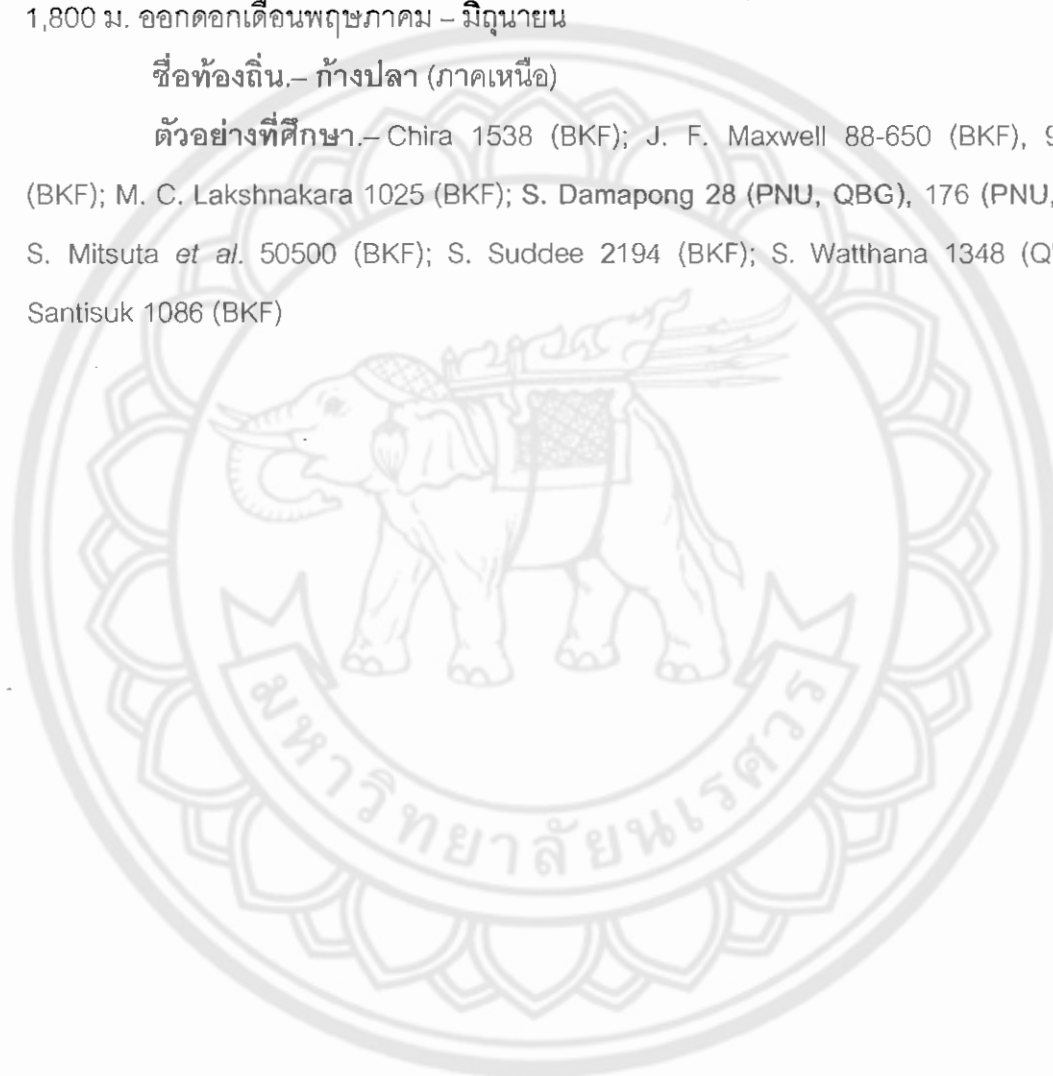 1,800 ม. ออกดอกเดือนพฤษภาคม – มิถุนายน
ชื่อท้องถิ่น.– ก้างปลา (ภาคเหนือ)
ตัวอย่างที่ศึกษา.– Chira 1538 (BKF); J. F. Maxwell 88-650 (BKF),
(BKF); M. C. Lakshnakara 1025 (BKF); S. Damapong 28 (PNU, QBG), 176 (PNU,
S. Mitsuta et al. 50500 (BKF); S. Suddee 2194 (BKF); S. Watthana 1348
Santisuk 1086 (BKF)
มหาวิทยาลัยนเรศวร